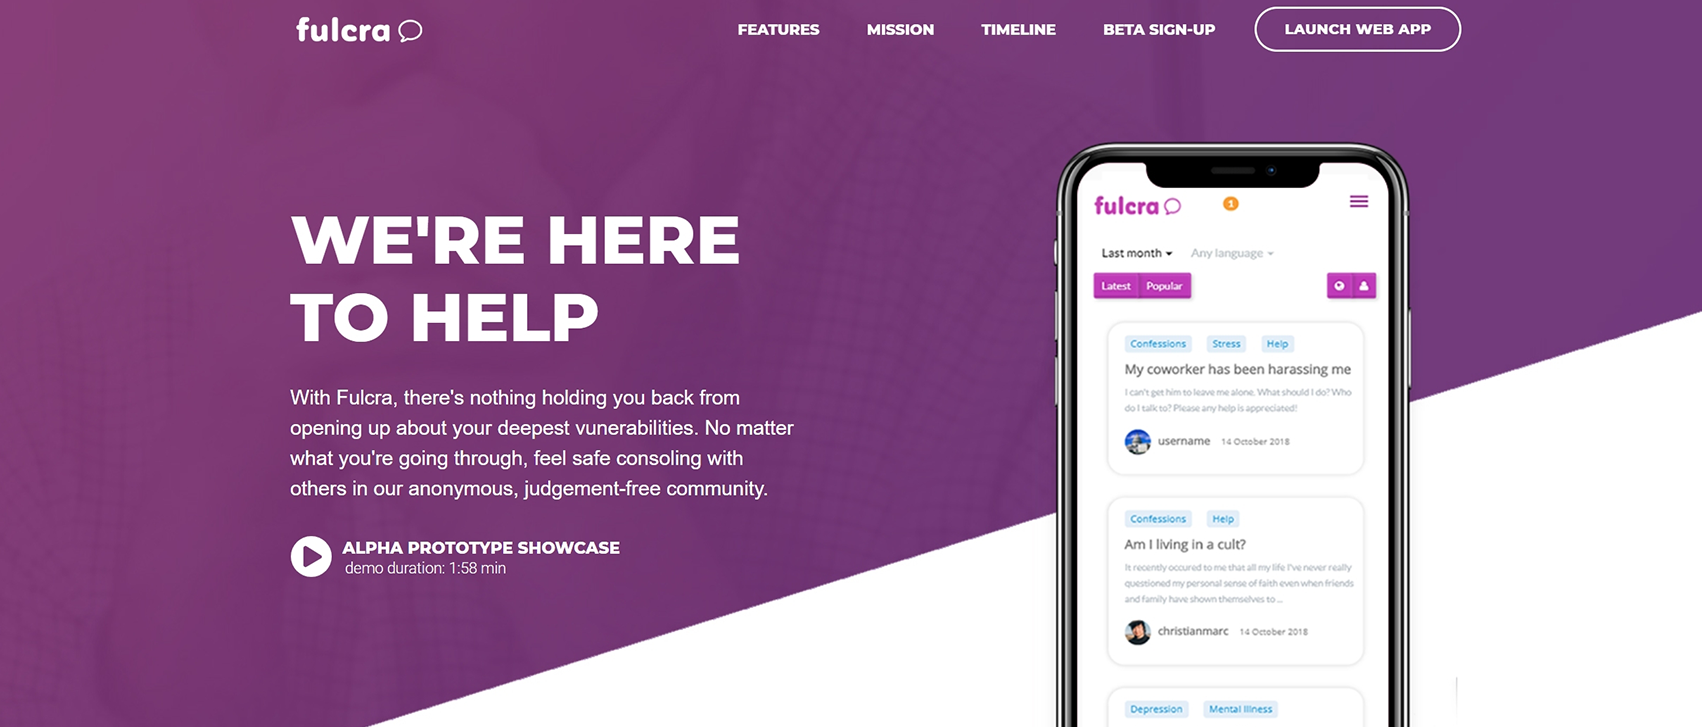 fulcra
FEATURES
MISSION
TIMELINE
BETA SIGN-UP
LAUNCH WEB APP
WE'RE HERE
TO HELP
With Fulcra, there's nothing holding you back from
opening up about your deepest vunerabilities. No matter
what you're going through, feel safe consoling with
others in our anonymous, judgement-free community.
ALPHA PROTOTYPE SHOWCASE
demo duration: 1:58 min
fulcra
1
Last month
Any language
Latest
Popular
Confessions
Stress
Help
My coworker has been harassing me
I can't get him to leave me alone. What should I do? Who
do I talk to? Please any help is appreciated!
username
14 October 2018
Confessions
Help
Am I living in a cult?
It recently occured to me that all my life I've never really
questioned my personal sense of faith even when friends
and family have shown themselves to ...
christianmarc
14 October 2018
Depression
Mental Illness